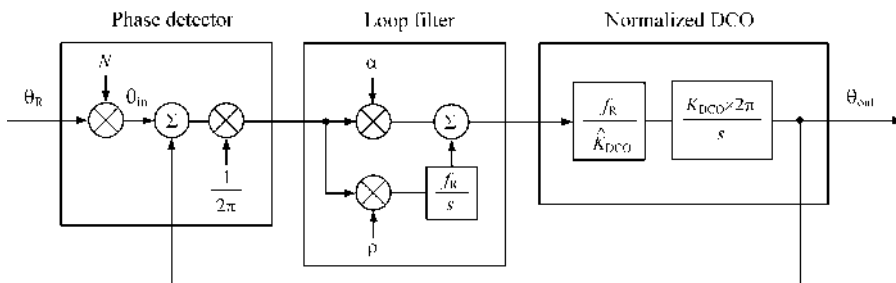 Phase detector
Loop filter
Normalized DCO
N
α
θR
θin
Σ
Σ
fR
K̂DCO
KDCO×2π
s
θout
1
2π
fR
s
ρ